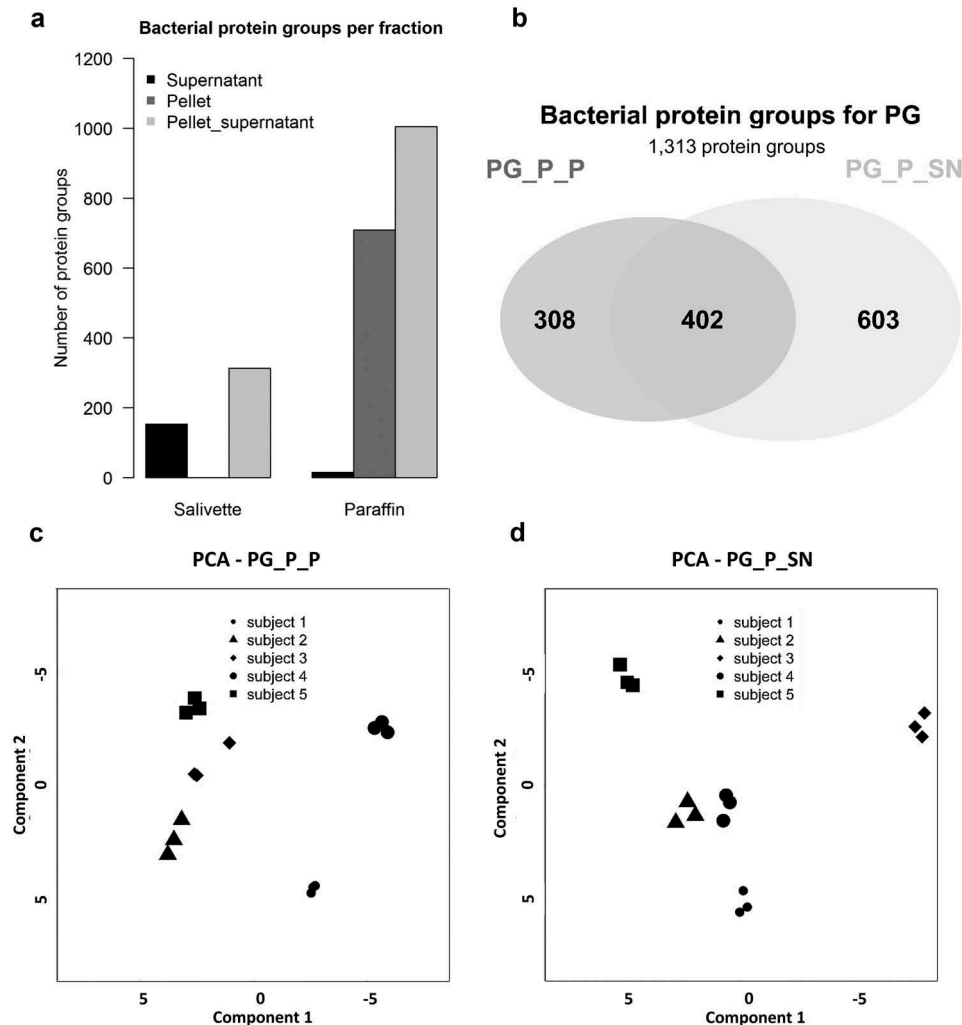 a
Bacterial protein groups per fraction
1200
1000
800
600
400
200
0
Number of protein groups
Supernatant
Pellet
Pellet_supernatant
Salivette
Paraffin
b
Bacterial protein groups for PG
1,313 protein groups
PG_P_P
PG_P_SN
308
402
603
c
PCA - PG_P_P
subject 1
subject 2
subject 3
subject 4
subject 5
-5
0
5
Component 2
5
0
-5
Component 1
d
PCA - PG_P_SN
subject 1
subject 2
subject 3
subject 4
subject 5
-5
0
5
Component 2
5
0
-5
Component 1